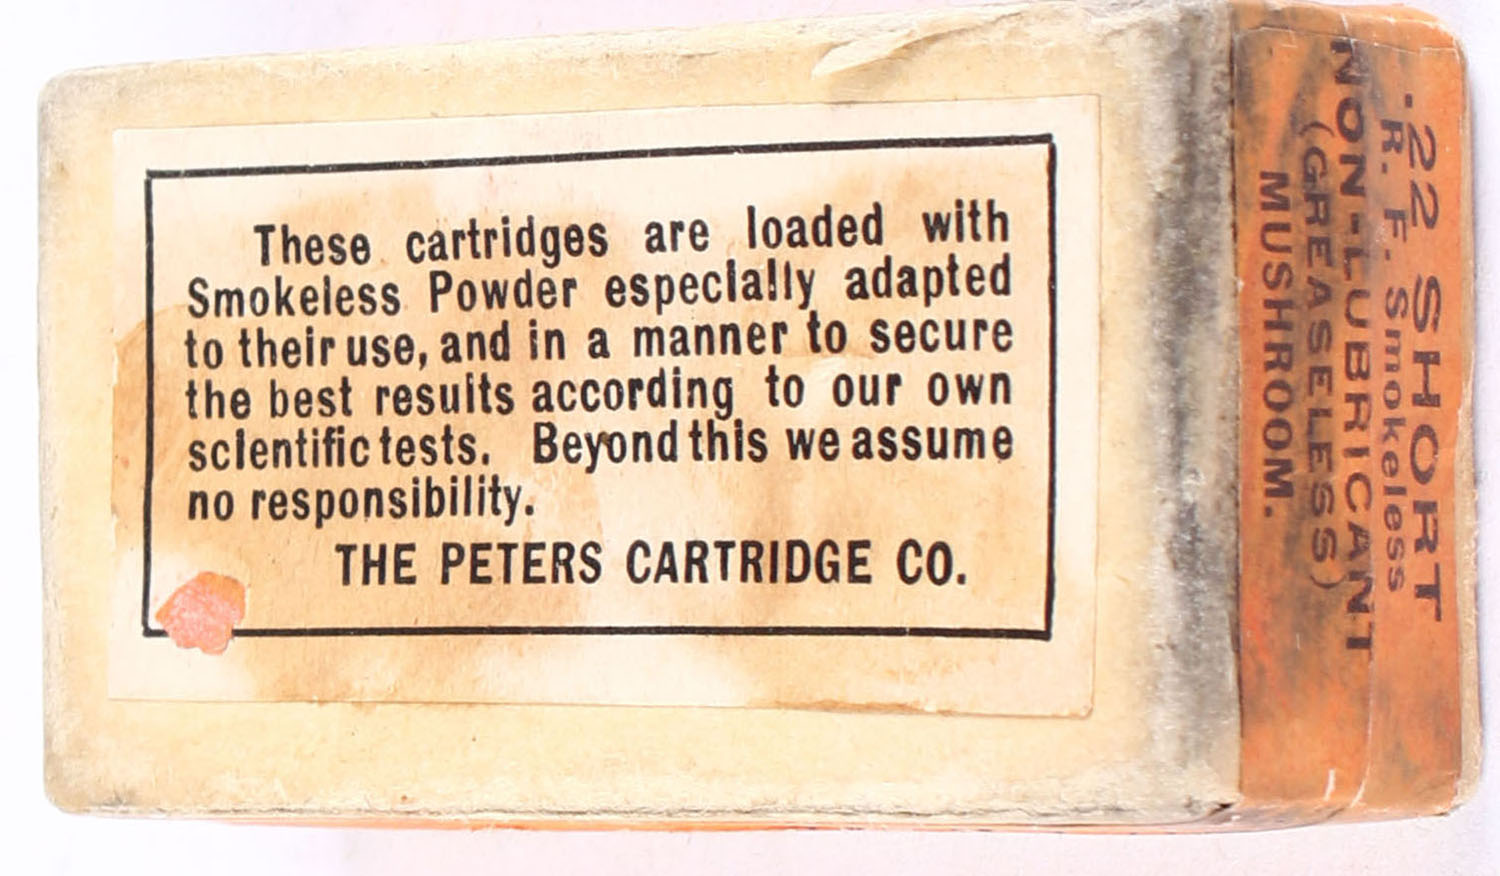 These cartridges are loaded with
Smokeless Powder especially adapted
to their use, and in a manner to secure
the best results according to our own
scientific tests. Beyond this we assume
no responsibility.
THE PETERS CARTRIDGE CO.
.22 SHORT
R. F. Smokeless
NON-LUBRICANT
(GREASELESS)
MUSHROOM.